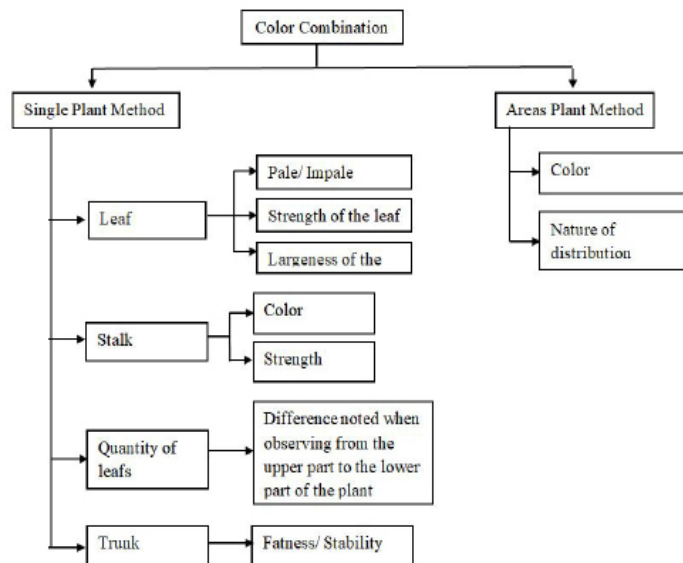 Color Combination
Single Plant Method
Areas Plant Method
Pale/ Impale
Leaf
Strength of the leaf
Largeness of the
Color
Nature of
distribution
Color
Stalk
Strength
Quantity of
leafs
Difference noted when
observing from the
upper part to the lower
part of the plant
Trunk
Fatness/ Stability